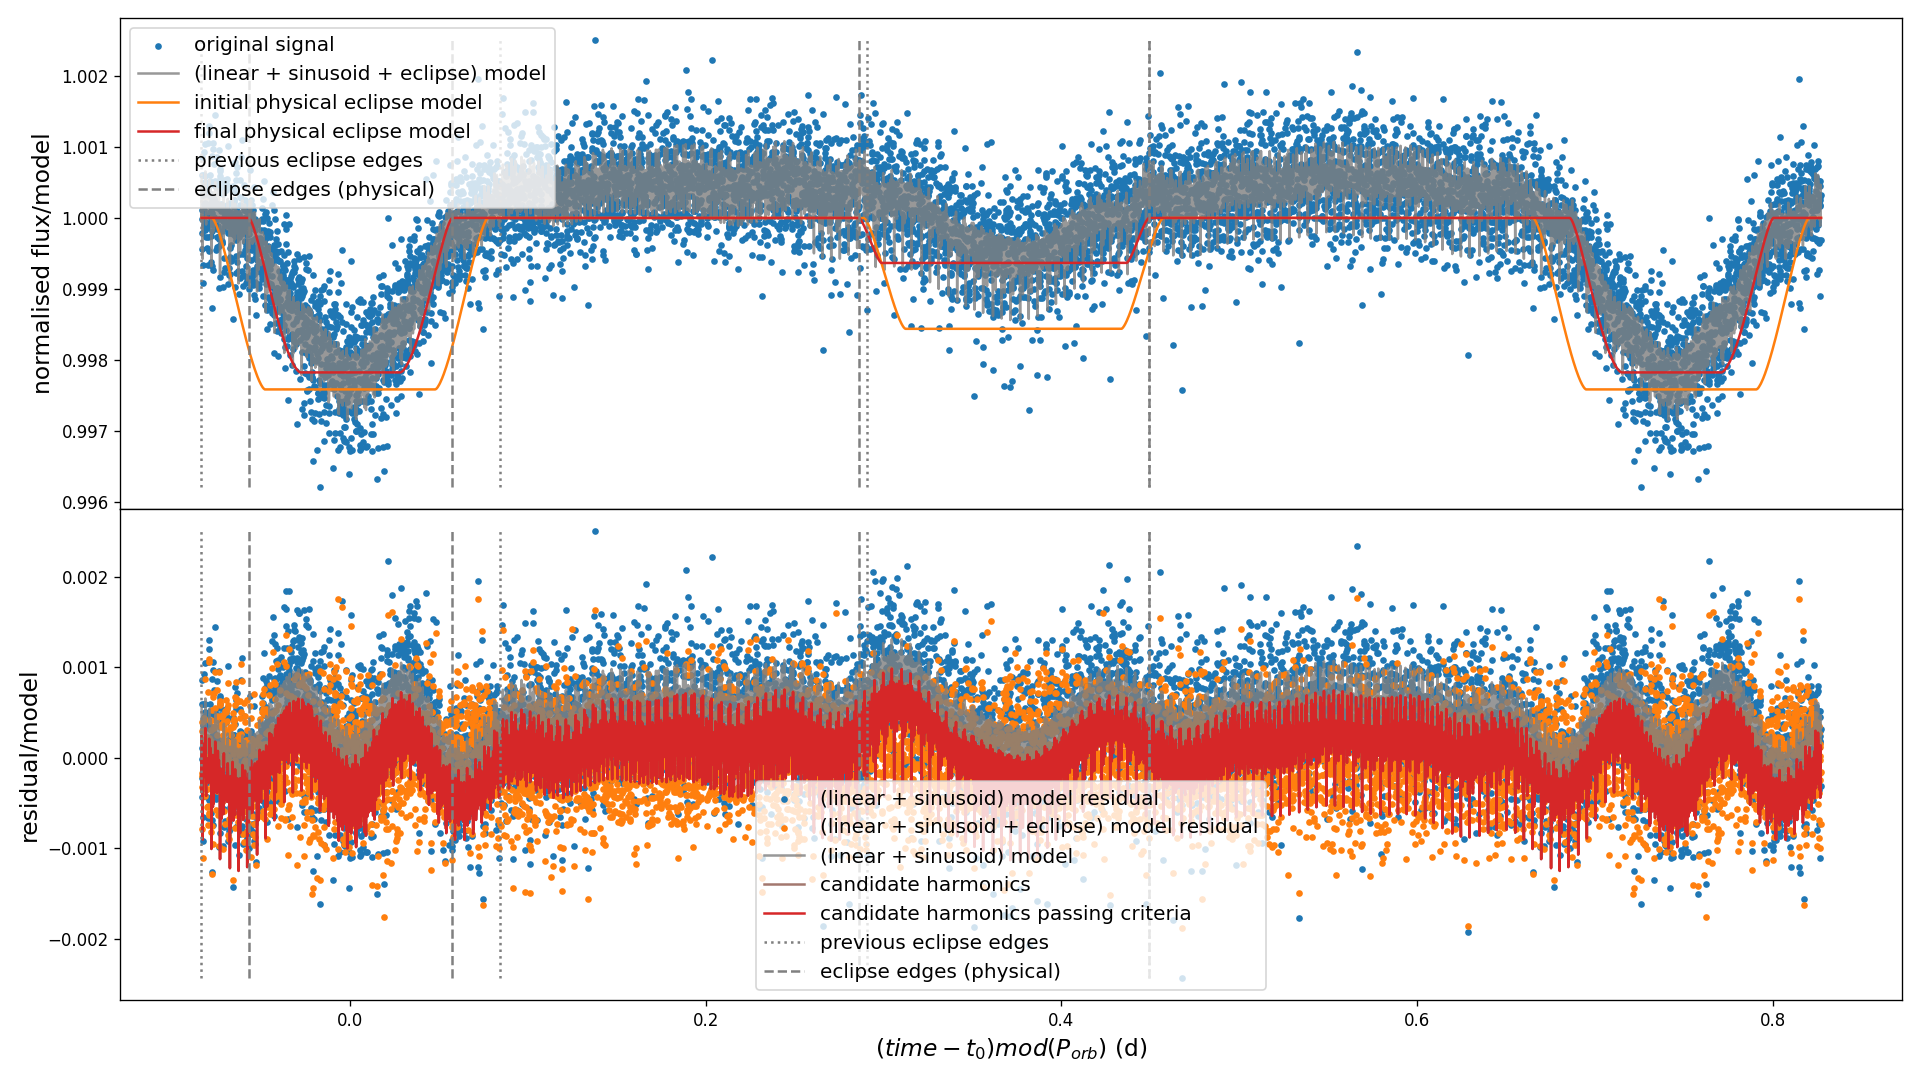 original signal
(linear + sinusoid + eclipse) model
initial physical eclipse model
final physical eclipse model
previous eclipse edges
eclipse edges (physical)
normalised flux/model
1.002
1.001
1.000
0.999
0.998
0.997
0.996
residual/model
0.002
0.001
0.000
−0.001
−0.002
(linear + sinusoid) model residual
(linear + sinusoid + eclipse) model residual
(linear + sinusoid) model
candidate harmonics
candidate harmonics passing criteria
previous eclipse edges
eclipse edges (physical)
0.0 0.2 0.4 0.6 0.8
(time − t₀)mod(Pₒᵣb) (d)